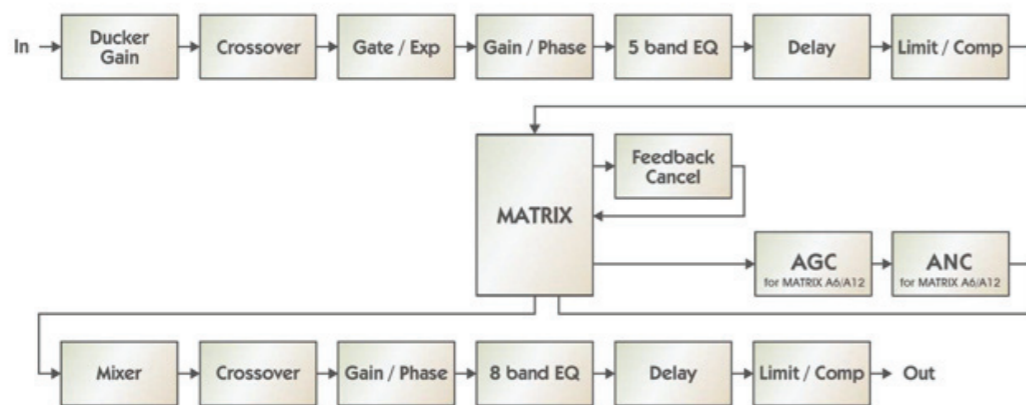 In
Ducker
Gain
Crossover
Gate / Exp
Gain / Phase
5 band EQ
Delay
Limit / Comp
MATRIX
Feedback
Cancel
AGC
for MATRIX A6/A12
ANC
for MATRIX A6/A12
Mixer
Crossover
Gain / Phase
8 band EQ
Delay
Limit / Comp
Out